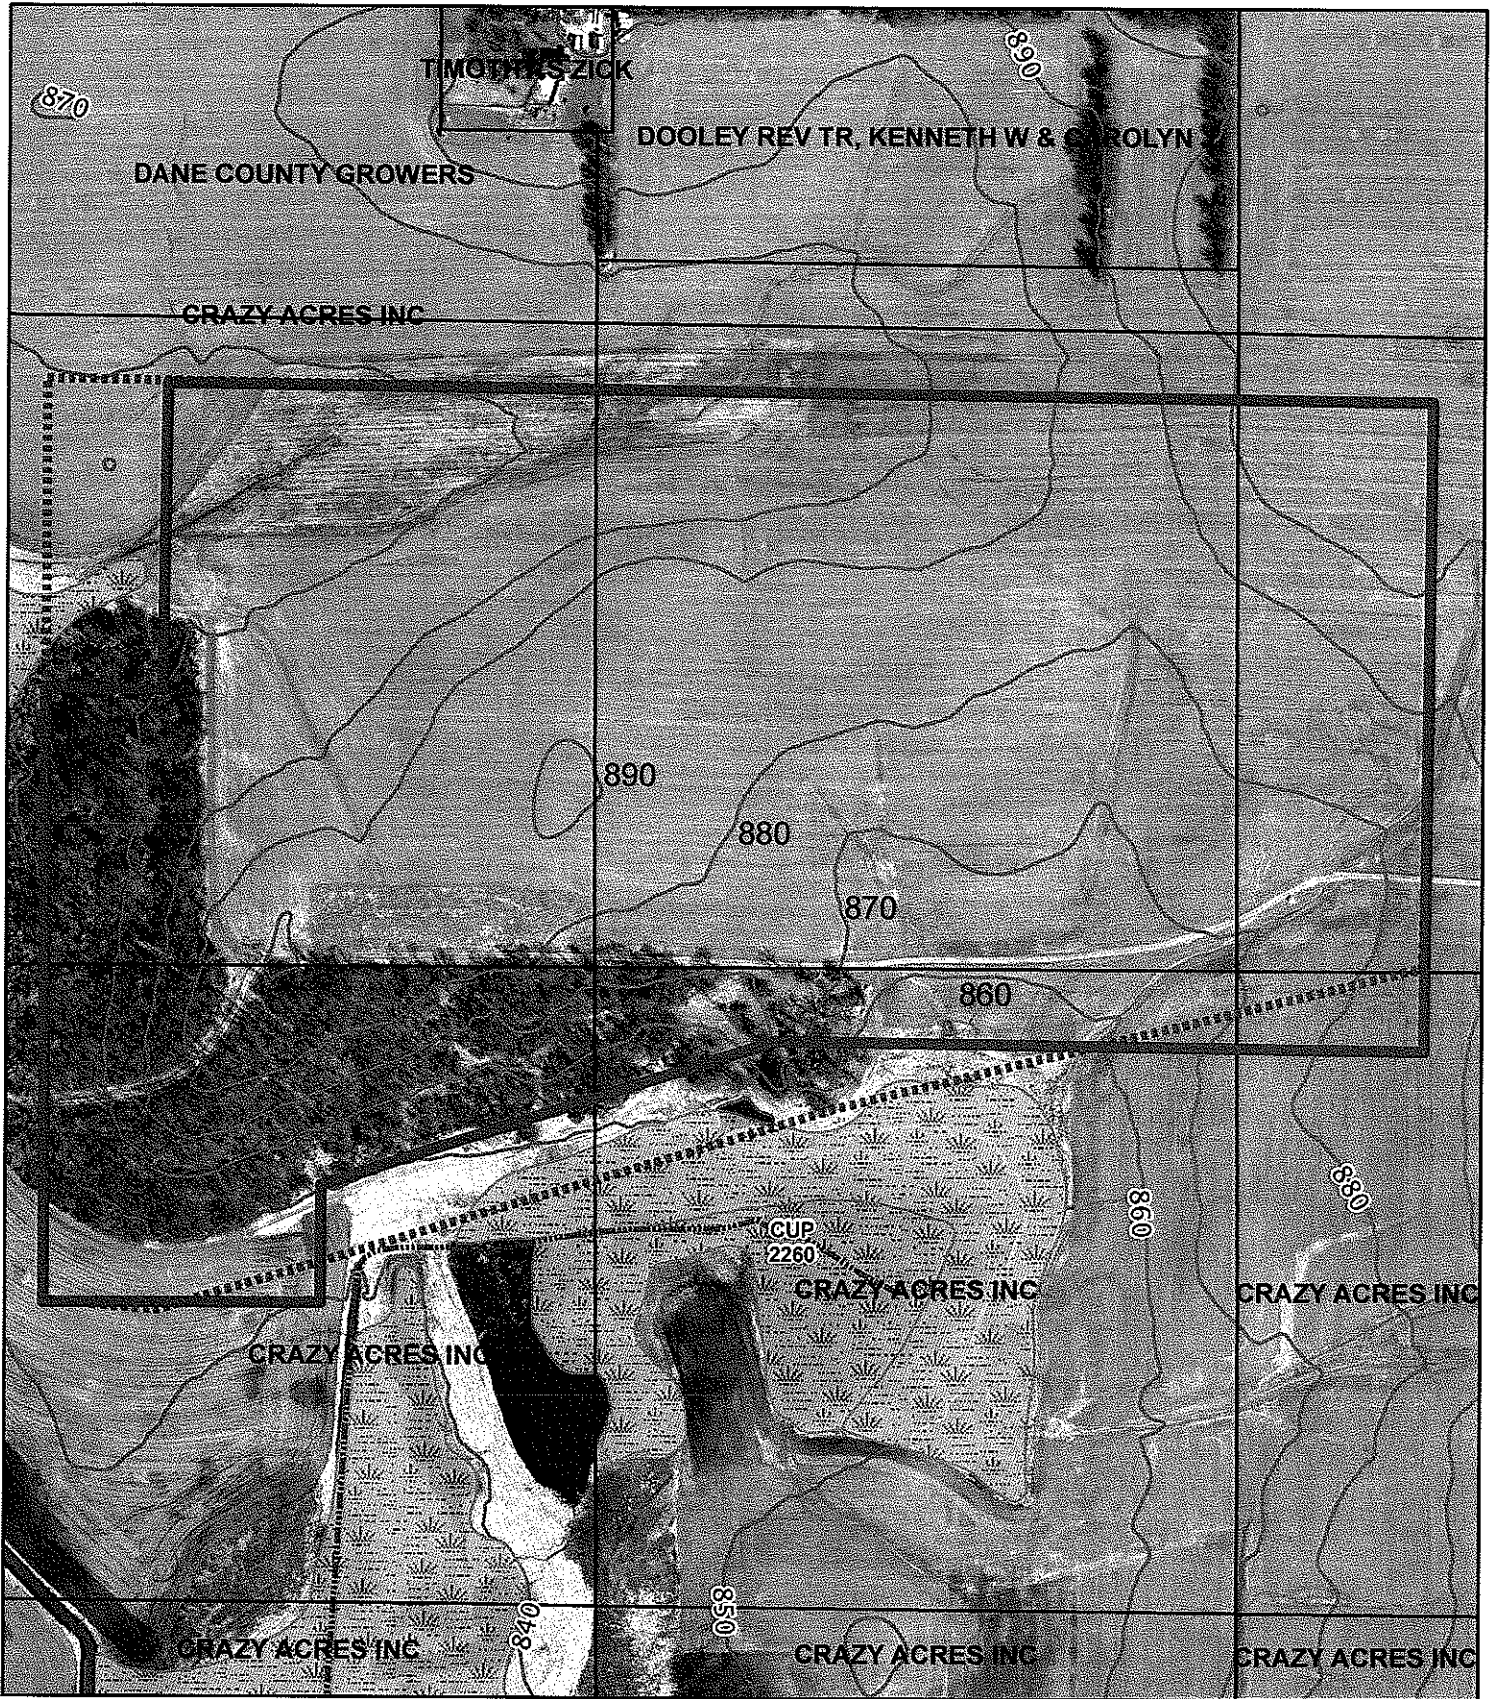 890
TIMOTHY S ZICK
870
DOOLEY REV TR, KENNETH W & CAROLYN
DANE COUNTY GROWERS
CRAZY ACRES INC
890
880
870
860
880
860
CUP
2260
CRAZY ACRES INC
CRAZY ACRES INC
CRAZY ACRES INC
850
840
CRAZY ACRES INC
CRAZY ACRES INC
CRAZY ACRES INC